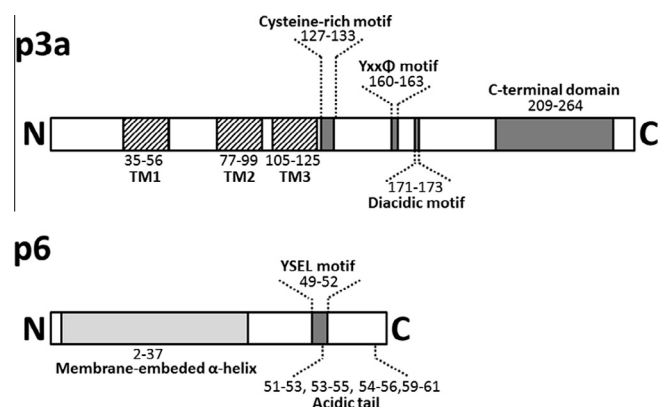 p3a
Cysteine-rich motif
127-133
YxxΦ motif
160-163
C-terminal domain
209-264
N
C
35-56
TM1
77-99
TM2
105-125
TM3
171-173
Diacidic motif
p6
YSEL motif
49-52
N
C
2-37
Membrane-embeded α-helix
51-53, 53-55, 54-56,59-61
Acidic tail